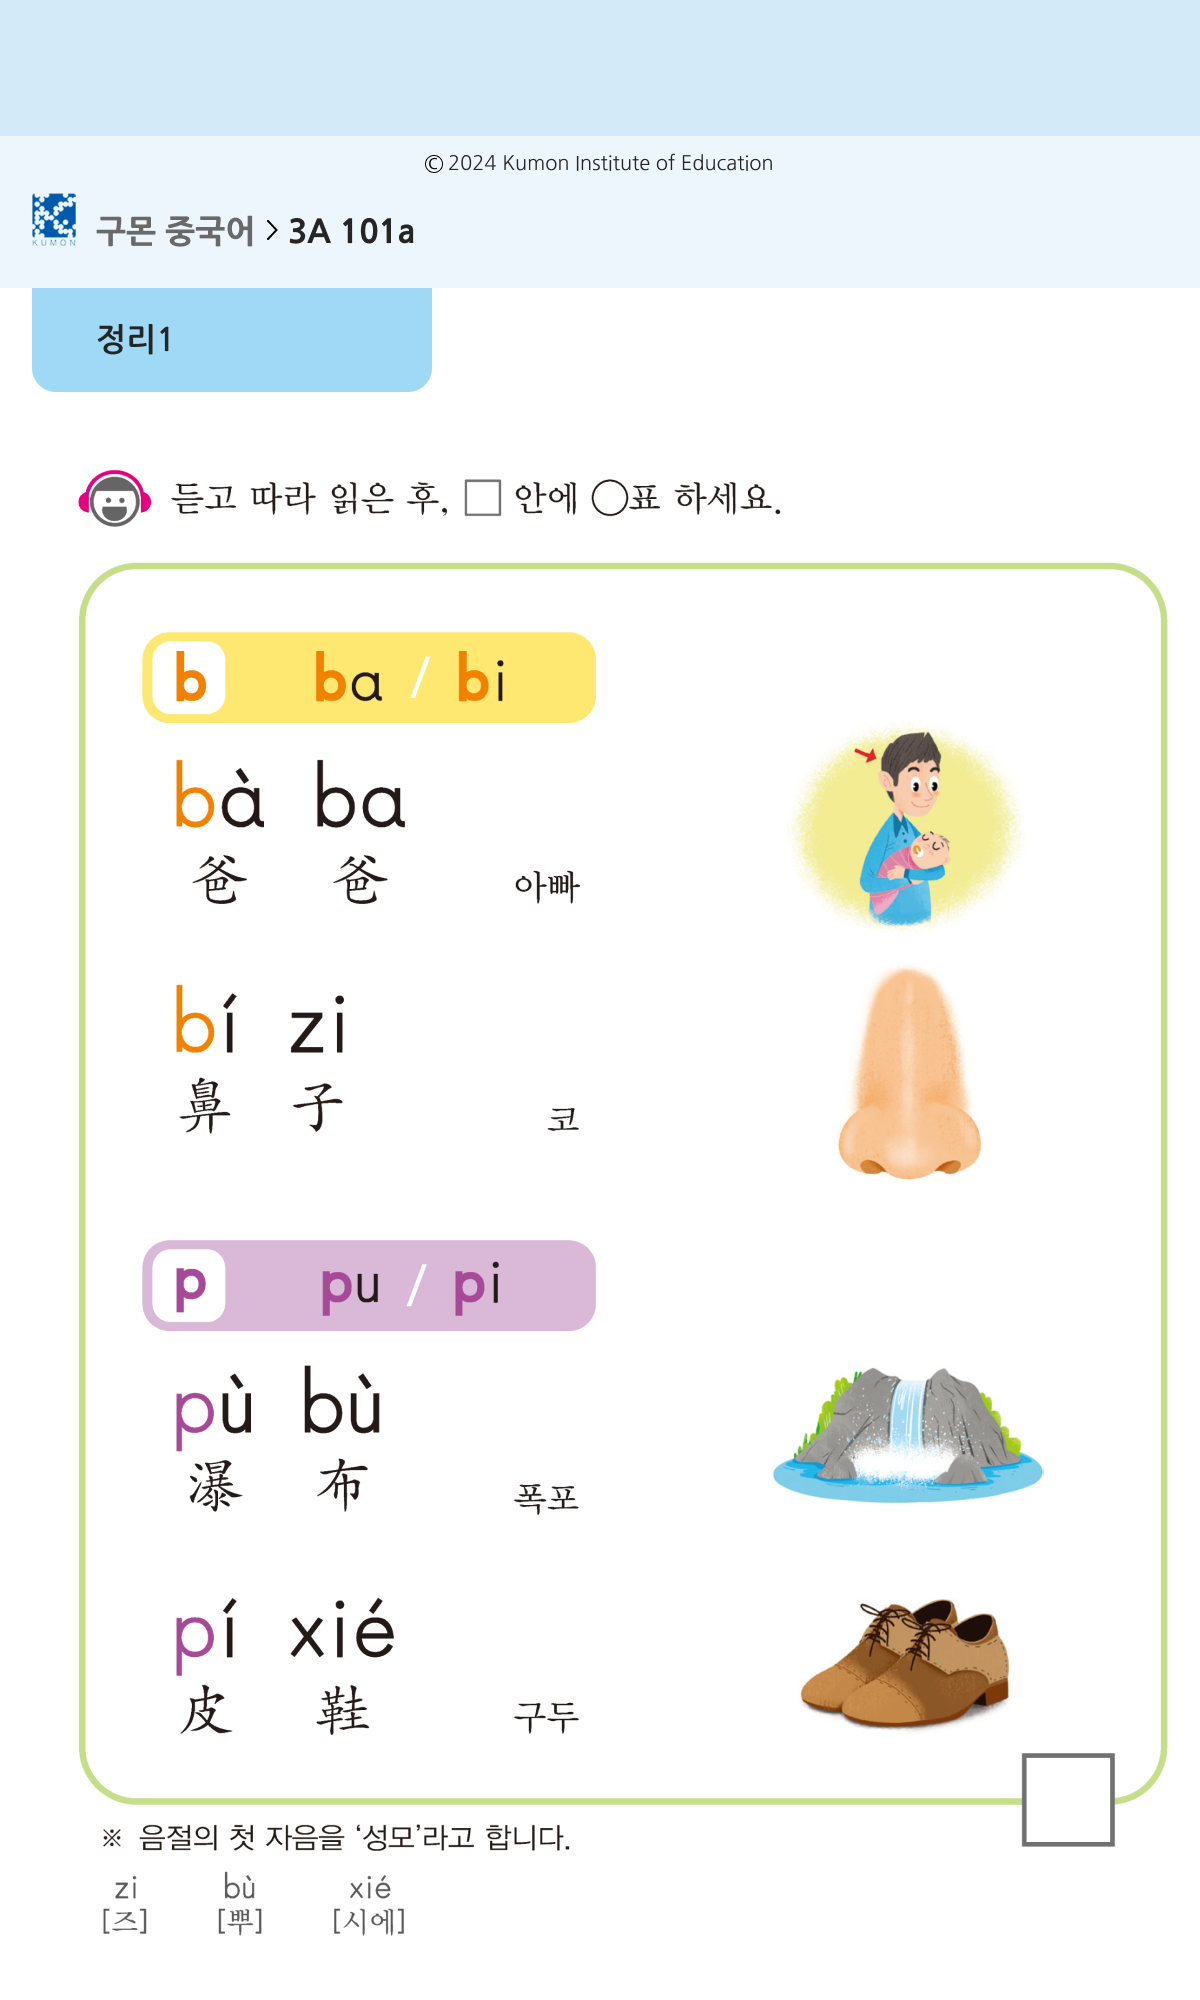 © 2024 Kumon Institute of Education
KUMON
구몬 중국어 > 3A 101a
정리1
듣고 따라 읽은 후, □ 안에 ○표 하세요.
b ba / bi
bà ba
爸 爸 아빠
bí zi
鼻 子 코
p pu / pi
pù bù
瀑 布 폭포
pí xié
皮 鞋 구두
※ 음절의 첫 자음을 ‘성모’라고 합니다.
zi bù xié
[즈] [뿌] [시에]